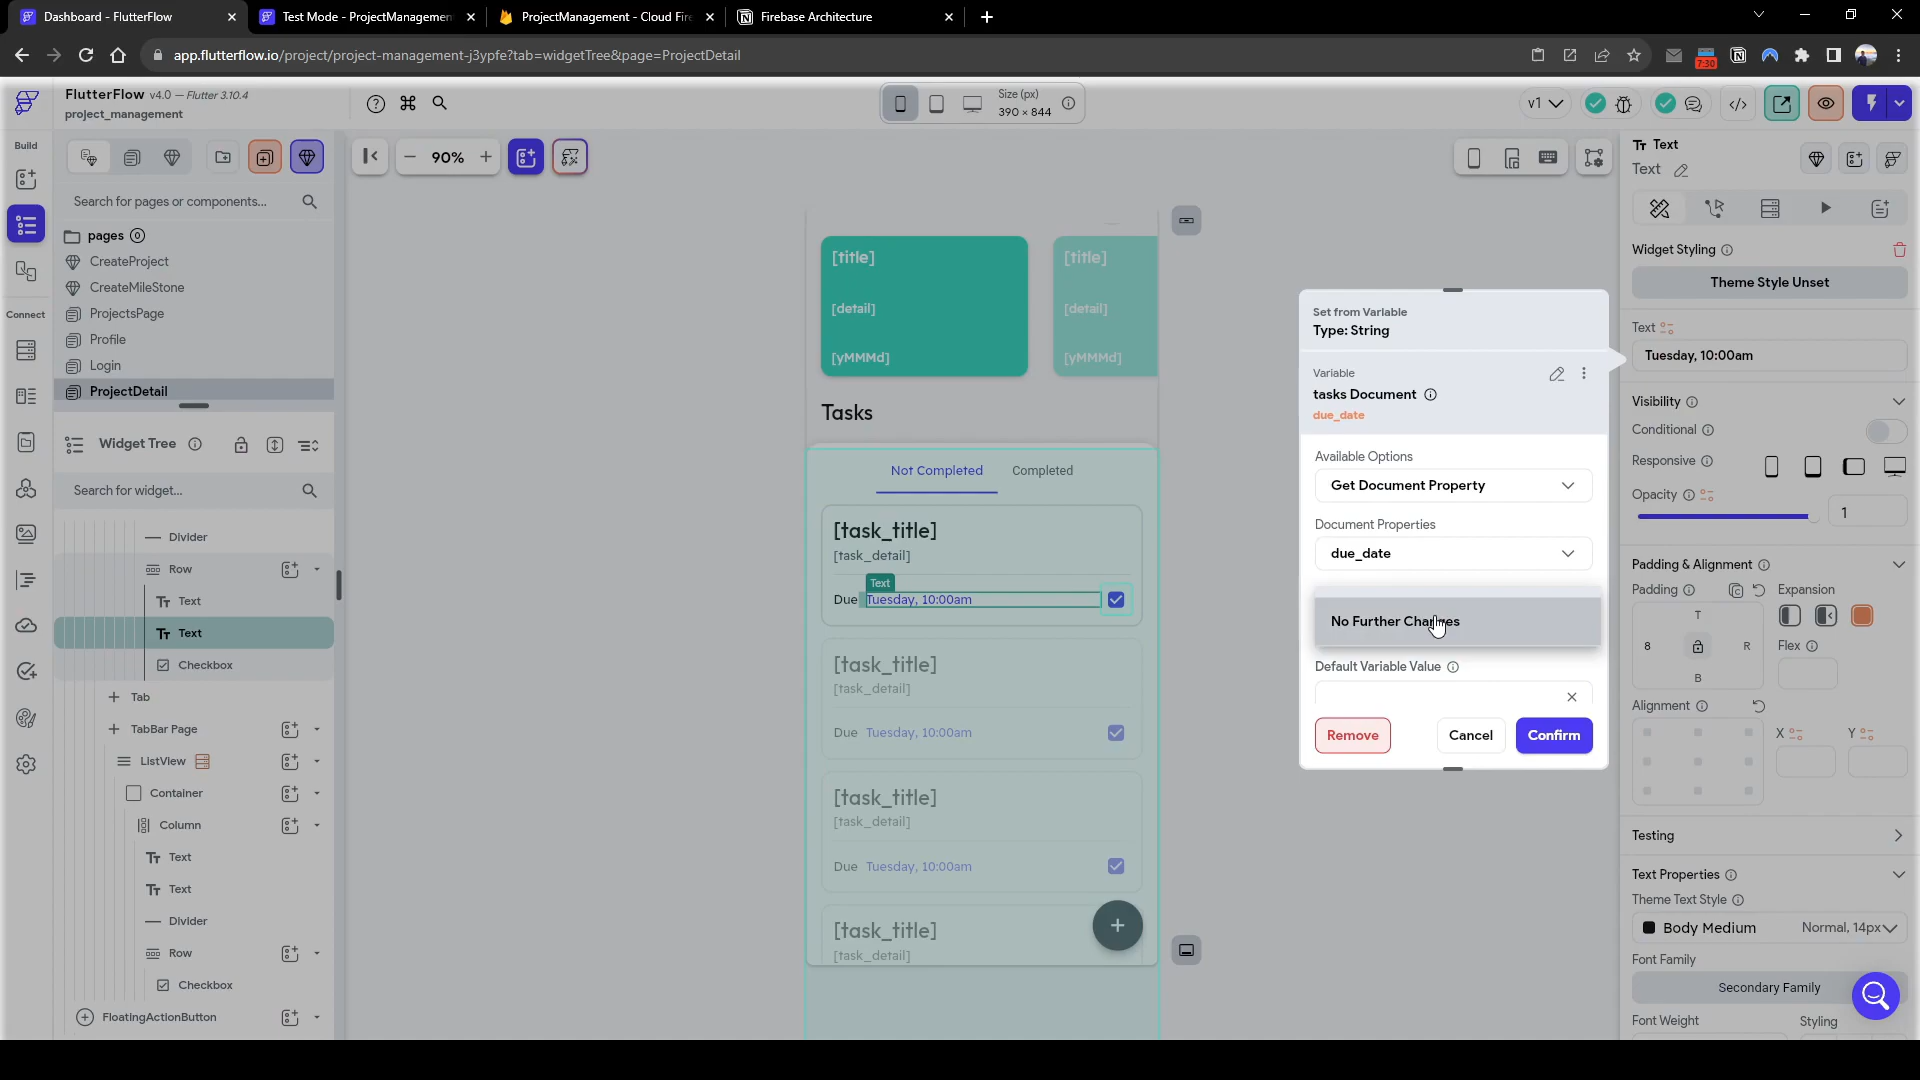 Dashboard - FlutterFlow
Test Mode - ProjectManagement
ProjectManagement - Cloud Fire
Firebase Architecture
app.flutterflow.io/project/project-management-j3ypfe?tab=widgetTree&page=ProjectDetail
7:30
FlutterFlow v4.0 — Flutter 3.10.4
project_management
Size (px)
390 × 844
v1
Build
Connect
90%
Search for pages or components...
pages 0
CreateProject
CreateMileStone
ProjectsPage
Profile
Login
ProjectDetail
Widget Tree
Search for widget...
Divider
Row
Text
Text
Checkbox
Tab
TabBar Page
ListView
Container
Column
Text
Text
Divider
Row
Checkbox
FloatingActionButton
[title]
[detail]
[yMMMd]
[title]
[detail]
[yMMMd]
Tasks
Not Completed
Completed
[task_title]
[task_detail]
Text
Due Tuesday, 10:00am
[task_title]
[task_detail]
Due Tuesday, 10:00am
[task_title]
[task_detail]
Due Tuesday, 10:00am
[task_title]
[task_detail]
Set from Variable
Type: String
Variable
tasks Document
due_date
Available Options
Get Document Property
Document Properties
due_date
No Further Changes
Default Variable Value
Remove
Cancel
Confirm
Text
Text
Widget Styling
Theme Style Unset
Text
Tuesday, 10:00am
Visibility
Conditional
Responsive
Opacity
1
Padding & Alignment
Padding
Expansion
T
8
R
B
Flex
Alignment
X
Y
Testing
Text Properties
Theme Text Style
Body Medium
Normal, 14px
Font Family
Secondary Family
Font Weight
Styling